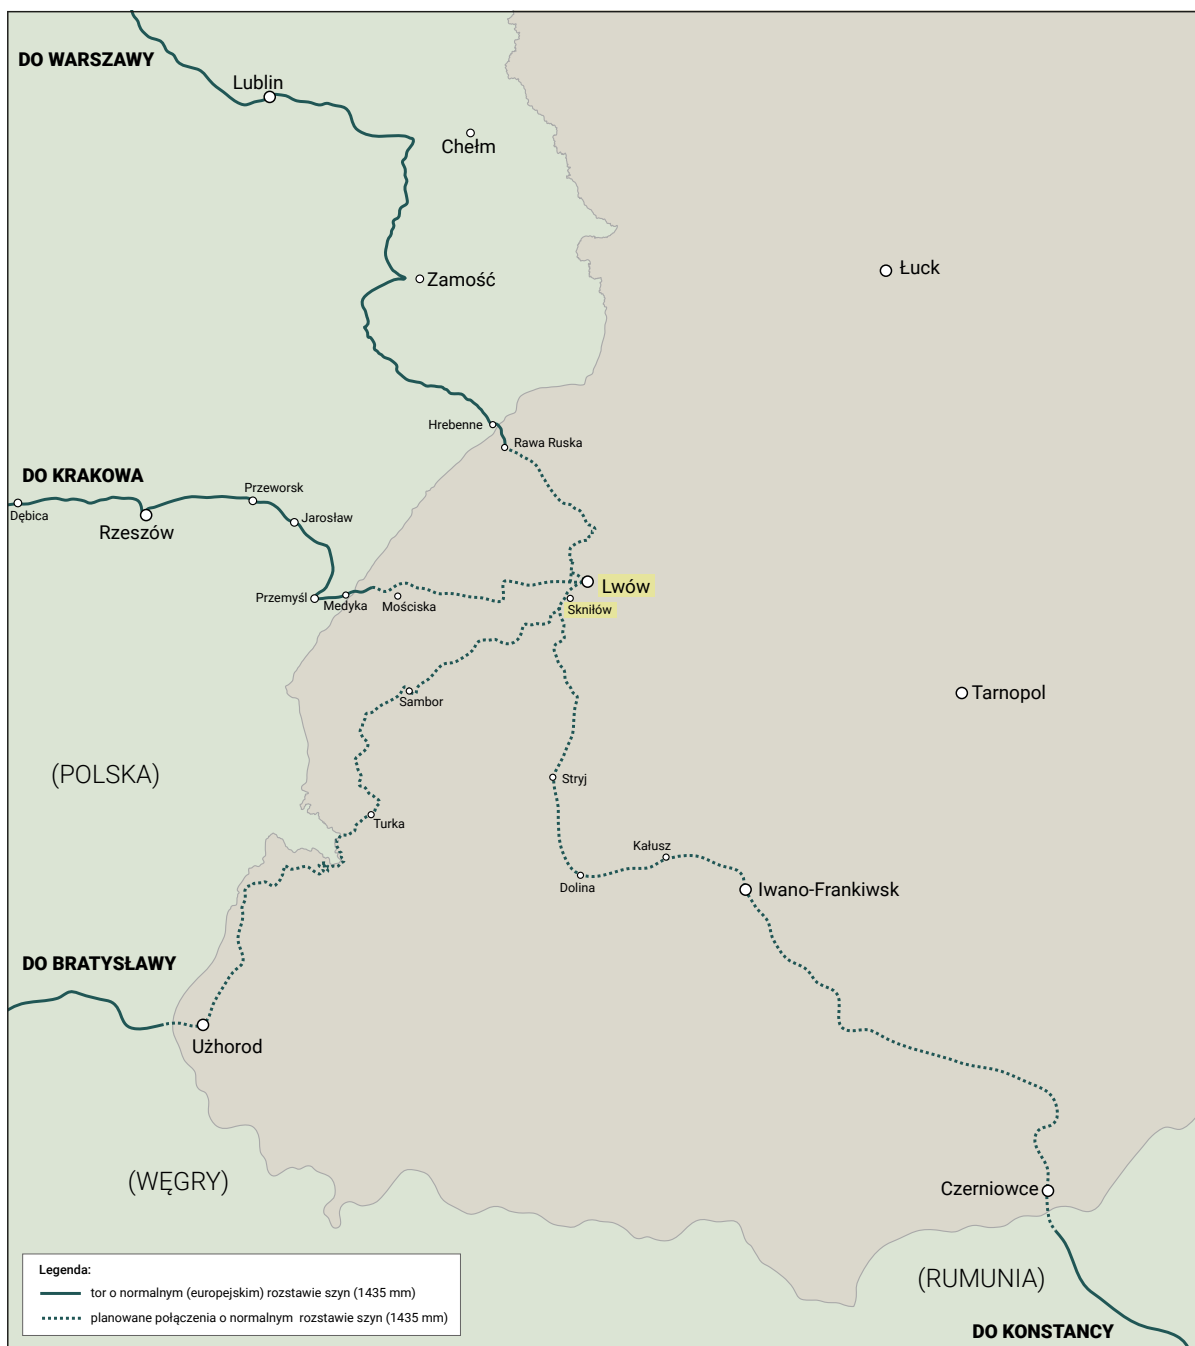 DO WARSZAWY
Lublin
Chełm
Łuck
Zamość
Hrebenne
Rawa Ruska
DO KRAKOWA
Przeworsk
Dębica
Jarosław
Rzeszów
Lwów
Przemyśl
Medyka
Mościska
Skniłów
Tarnopol
Sambor
(POLSKA)
Stryj
Turka
Kałusz
Dolina
Iwano-Frankiwsk
DO BRATYSŁAWY
Użhorod
(WĘGRY)
Czerniowce
Legenda:
tor o normalnym (europejskim) rozstawie szyn (1435 mm)
planowane połączenia o normalnym rozstawie szyn (1435 mm)
(RUMUNIA)
DO KONSTANCY